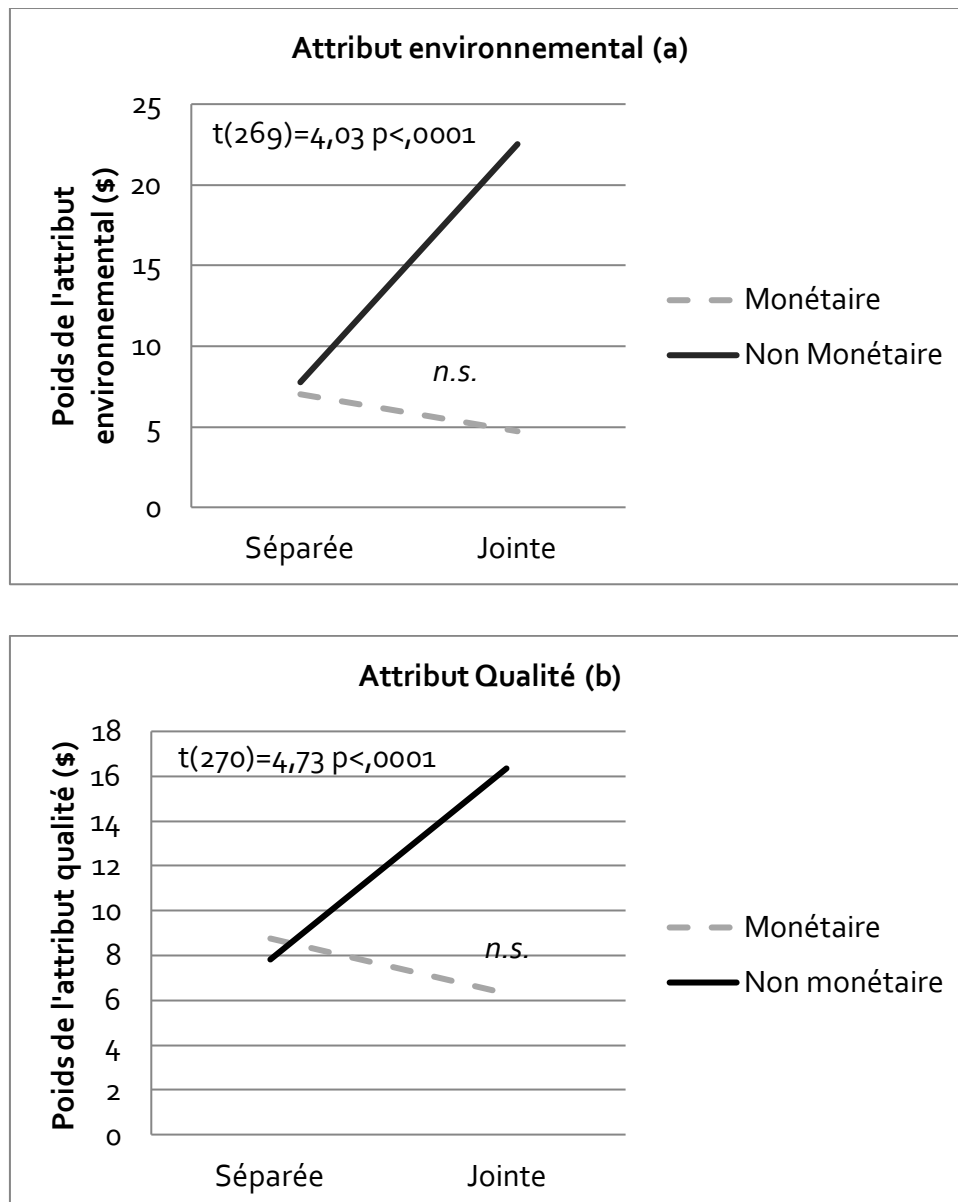 Attribut environnemental (a)
Poids de l'attribut
environnemental ($)
25
20
15
10
5
0
t(269)=4,03 p<,0001
n.s.
Séparée
Jointe
Monétaire
Non Monétaire
Attribut Qualité (b)
Poids de l'attribut qualité ($)
18
16
14
12
10
8
6
4
2
0
t(270)=4,73 p<,0001
n.s.
Séparée
Jointe
Monétaire
Non monétaire